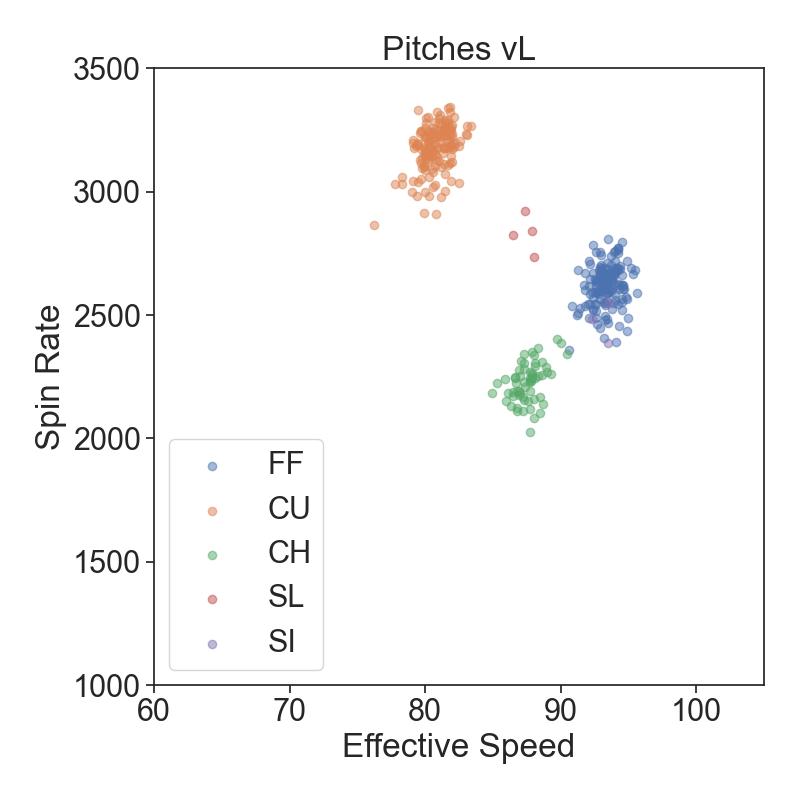 Pitches vL
3500
3000
2500
2000
1500
1000
Spin Rate
FF
CU
CH
SL
SI
60 70 80 90 100
Effective Speed